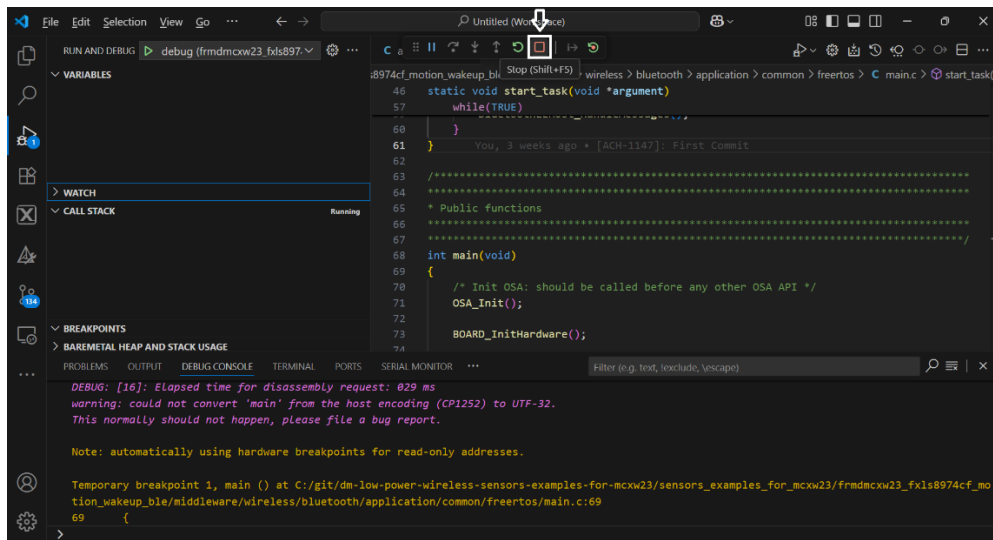 File Edit Selection View Go ··· Untitled (Workspace)
RUN AND DEBUG debug (frmdmcxw23_fxls897.
VARIABLES
WATCH
CALL STACK Running
BREAKPOINTS
BAREMETAL HEAP AND STACK USAGE
1
134
C
Stop (Shift+F5)
s8974cf_motion_wakeup_bl wireless > bluetooth > application > common > freertos > C main.c > start_task(
46 static void start_task(void *argument)
57 while(TRUE)
60 }
61 } You, 3 weeks ago • [ACH-1147]: First Commit
62
63 /***************************************************************************
64 ****************************************************************************
65 * Public functions
66 ****************************************************************************
67 ***************************************************************************/
68 int main(void)
69 {
70 /* Init OSA: should be called before any other OSA API */
71 OSA_Init();
72
73 BOARD_InitHardware();
74
PROBLEMS OUTPUT DEBUG CONSOLE TERMINAL PORTS SERIAL MONITOR ··· Filter (e.g. text, !exclude, \escape)
DEBUG: [16]: Elapsed time for disassembly request: 029 ms
warning: could not convert 'main' from the host encoding (CP1252) to UTF-32.
This normally should not happen, please file a bug report.
Note: automatically using hardware breakpoints for read-only addresses.
Temporary breakpoint 1, main () at C:/git/dm-low-power-wireless-sensors-examples-for-mcxw23/sensors_examples_for_mcxw23/frmdmcxw23_fxls8974cf_mo
tion_wakeup_ble/middleware/wireless/bluetooth/application/common/freertos/main.c:69
69 {
>